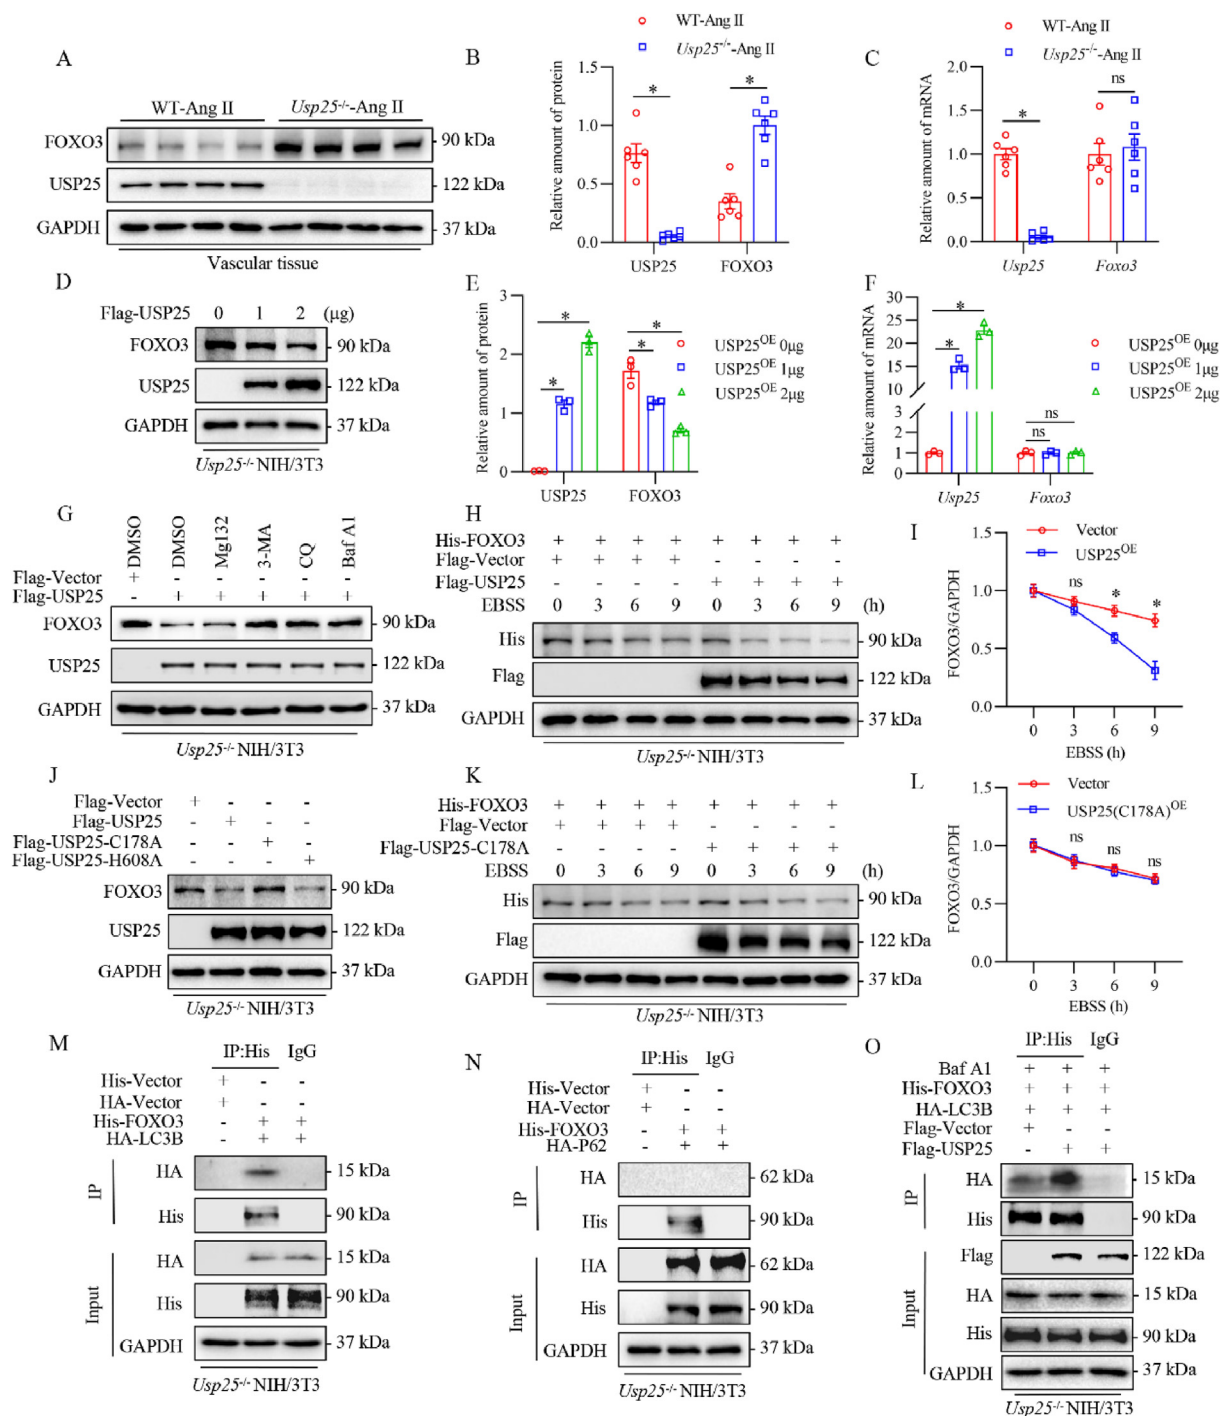 A
WT-Ang II Usp25-/--Ang II
FOXO3 90 kDa
USP25 122 kDa
GAPDH 37 kDa
Vascular tissue
B
WT-Ang II
Usp25-/--Ang II
Relative amount of protein
1.5
1.0
0.5
0.0
* *
USP25 FOXO3
C
WT-Ang II
Usp25-/--Ang II
Relative amount of mRNA
2.0
1.5
1.0
0.5
0.0
* ns
Usp25 Foxo3
D
Flag-USP25 0 1 2 (μg)
FOXO3 90 kDa
USP25 122 kDa
GAPDH 37 kDa
Usp25-/- NIH/3T3
E
Relative amount of protein
3
2
1
0
* * * *
USP25 FOXO3
USP25OE 0μg
USP25OE 1μg
USP25OE 2μg
F
Relative amount of mRNA
30
25
20
15
10
3
2
1
0
* * ns ns
Usp25 Foxo3
USP25OE 0μg
USP25OE 1μg
USP25OE 2μg
G
DMSO DMSO Mg132 3-MA CQ Baf A1
Flag-Vector + - - - - -
Flag-USP25 - + + + + +
FOXO3 90 kDa
USP25 122 kDa
GAPDH 37 kDa
Usp25-/- NIH/3T3
H
His-FOXO3 + + + + + + + +
Flag-Vector + + + + - - - -
Flag-USP25 - - - - + + + +
EBSS 0 3 6 9 0 3 6 9 (h)
His 90 kDa
Flag 122 kDa
GAPDH 37 kDa
Usp25-/- NIH/3T3
I
Vector
USP25OE
FOXO3/GAPDH
1.5
1.0
0.5
0.0
ns * *
0 3 6 9
EBSS (h)
J
Flag-Vector + - - -
Flag-USP25 - + - -
Flag-USP25-C178A - - + -
Flag-USP25-H608A - - - +
FOXO3 90 kDa
USP25 122 kDa
GAPDH 37 kDa
Usp25-/- NIH/3T3
K
His-FOXO3 + + + + + + + +
Flag-Vector + + + + - - - -
Flag-USP25-C178A - - - - + + + +
EBSS 0 3 6 9 0 3 6 9 (h)
His 90 kDa
Flag 122 kDa
GAPDH 37 kDa
Usp25-/- NIH/3T3
L
Vector
USP25(C178A)OE
FOXO3/GAPDH
1.5
1.0
0.5
0.0
ns ns ns
0 3 6 9
EBSS (h)
M
IP:His IgG
His-Vector + - -
HA-Vector + - -
His-FOXO3 - + +
HA-LC3B - + +
IP
HA 15 kDa
His 90 kDa
Input
HA 15 kDa
His 90 kDa
GAPDH 37 kDa
Usp25-/- NIH/3T3
N
IP:His IgG
His-Vector + - -
HA-Vector + - -
His-FOXO3 - + +
HA-P62 - + +
IP
HA 62 kDa
His 90 kDa
Input
HA 62 kDa
His 90 kDa
GAPDH 37 kDa
Usp25-/- NIH/3T3
O
IP:His IgG
Baf A1 + + +
His-FOXO3 + + +
HA-LC3B + + +
Flag-Vector + - -
Flag-USP25 - + +
IP
HA 15 kDa
His 90 kDa
Input
Flag 122 kDa
HA 15 kDa
His 90 kDa
GAPDH 37 kDa
Usp25-/- NIH/3T3